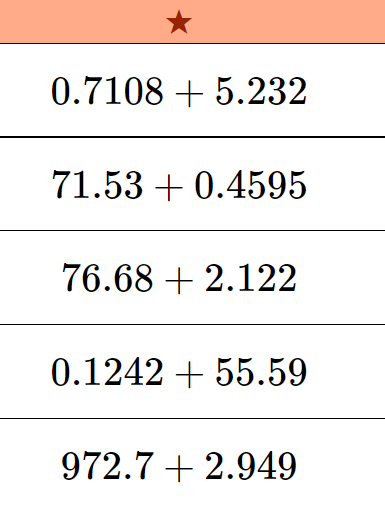 ★
0.7108 + 5.232
71.53 + 0.4595
76.68 + 2.122
0.1242 + 55.59
972.7 + 2.949